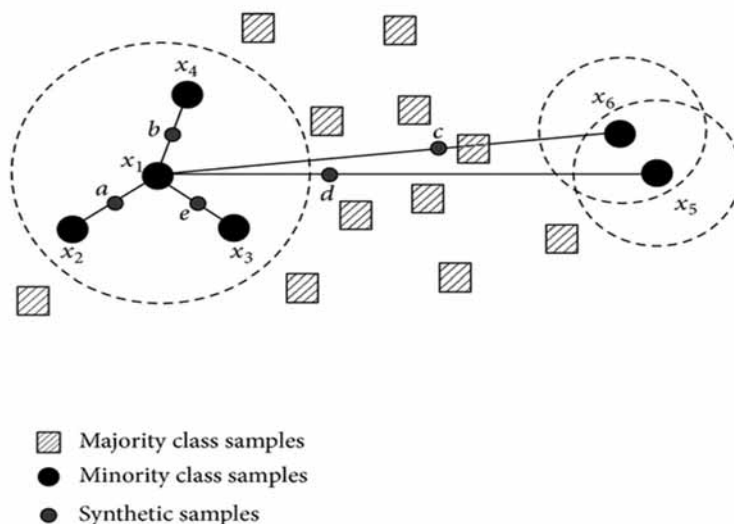 x4
x6
b
c
x1
a
e
d
x5
x2
x3
Majority class samples
Minority class samples
Synthetic samples